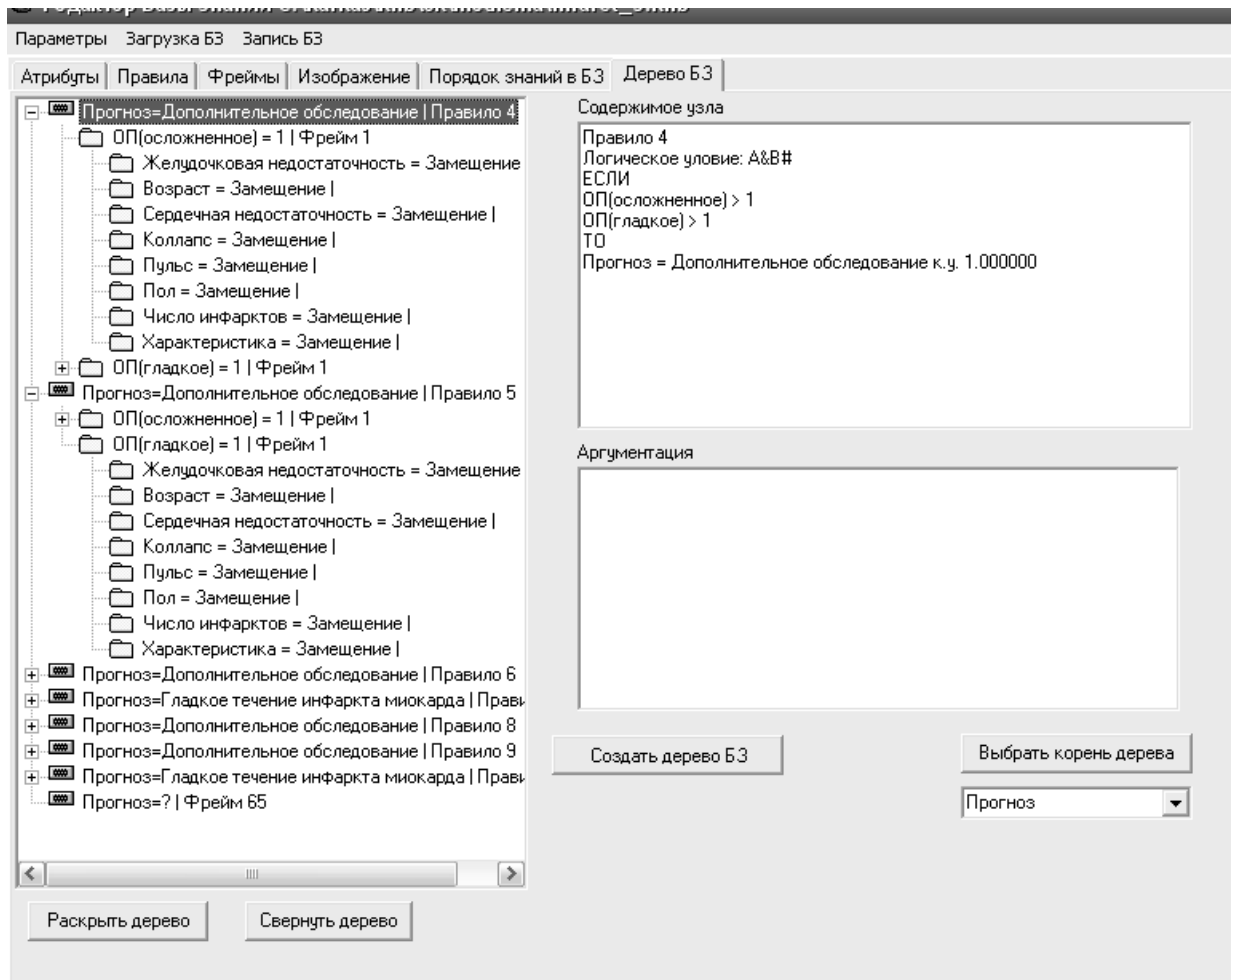 Параметры Загрузка БЗ Запись БЗ
Атрибуты Правила Фреймы Изображение Порядок знаний в БЗ Дерево БЗ
Прогноз=Дополнительное обследование | Правило 4
ОП(осложненное) = 1 | Фрейм 1
Желудочковая недостаточность = Замещение
Возраст = Замещение |
Сердечная недостаточность = Замещение |
Коллапс = Замещение |
Пульс = Замещение |
Пол = Замещение |
Число инфарктов = Замещение |
Характеристика = Замещение |
ОП(гладкое) = 1 | Фрейм 1
Прогноз=Дополнительное обследование | Правило 5
ОП(осложненное) = 1 | Фрейм 1
ОП(гладкое) = 1 | Фрейм 1
Желудочковая недостаточность = Замещение
Возраст = Замещение |
Сердечная недостаточность = Замещение |
Коллапс = Замещение |
Пульс = Замещение |
Пол = Замещение |
Число инфарктов = Замещение |
Характеристика = Замещение |
Прогноз=Дополнительное обследование | Правило 6
Прогноз=Гладкое течение инфаркта миокарда | Прави
Прогноз=Дополнительное обследование | Правило 8
Прогноз=Дополнительное обследование | Правило 9
Прогноз=Гладкое течение инфаркта миокарда | Прави
Прогноз=? | Фрейм 65
Раскрыть дерево Свернуть дерево
Содержимое узла
Правило 4
Логическое уловие: A&B#
ЕСЛИ
ОП(осложненное) > 1
ОП(гладкое) > 1
ТО
Прогноз = Дополнительное обследование к.у. 1.000000
Аргументация
Создать дерево БЗ Выбрать корень дерева
Прогноз